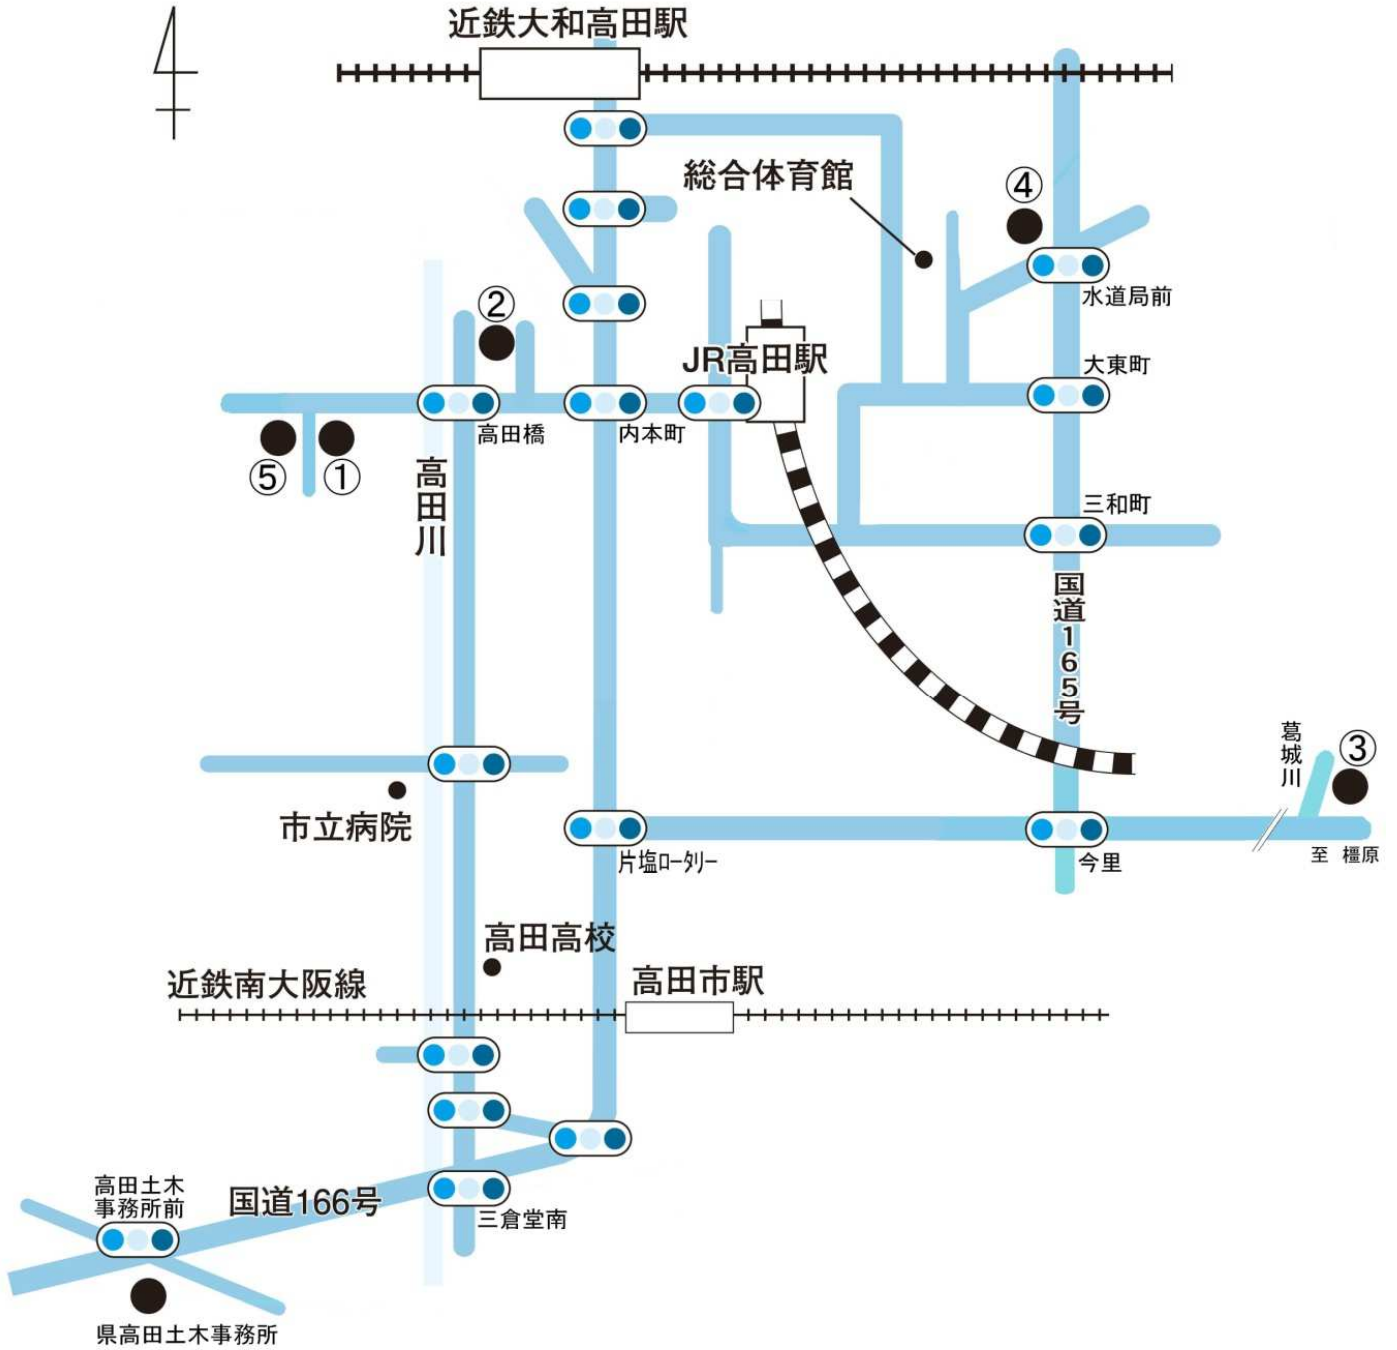 近鉄大和高田駅
総合体育館
④
水道局前
②
JR高田駅
大東町
高田橋
内本町
⑤
①
高田川
三和町
国道165号
葛城川
③
市立病院
片塩ロータリー
今里
至 橿原
高田高校
近鉄南大阪線
高田市駅
高田土木
事務所前
国道166号
三倉堂南
県高田土木事務所